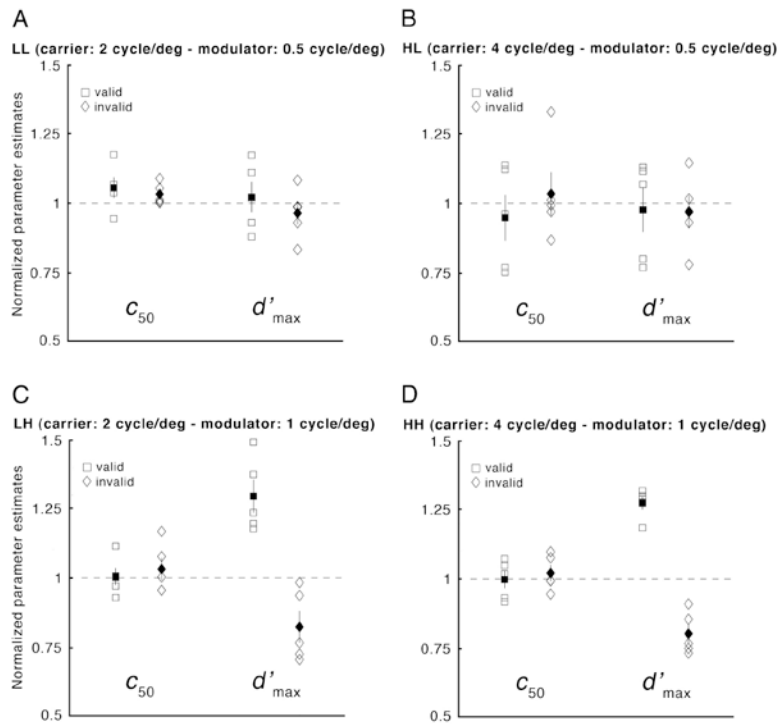 A
LL (carrier: 2 cycle/deg - modulator: 0.5 cycle/deg)
1.5
1.25
1
0.75
0.5
Normalized parameter estimates
valid
invalid
c50
d'max
B
HL (carrier: 4 cycle/deg - modulator: 0.5 cycle/deg)
1.5
1.25
1
0.75
0.5
valid
invalid
c50
d'max
C
LH (carrier: 2 cycle/deg - modulator: 1 cycle/deg)
1.5
1.25
1
0.75
0.5
Normalized parameter estimates
valid
invalid
c50
d'max
D
HH (carrier: 4 cycle/deg - modulator: 1 cycle/deg)
1.5
1.25
1
0.75
0.5
valid
invalid
c50
d'max